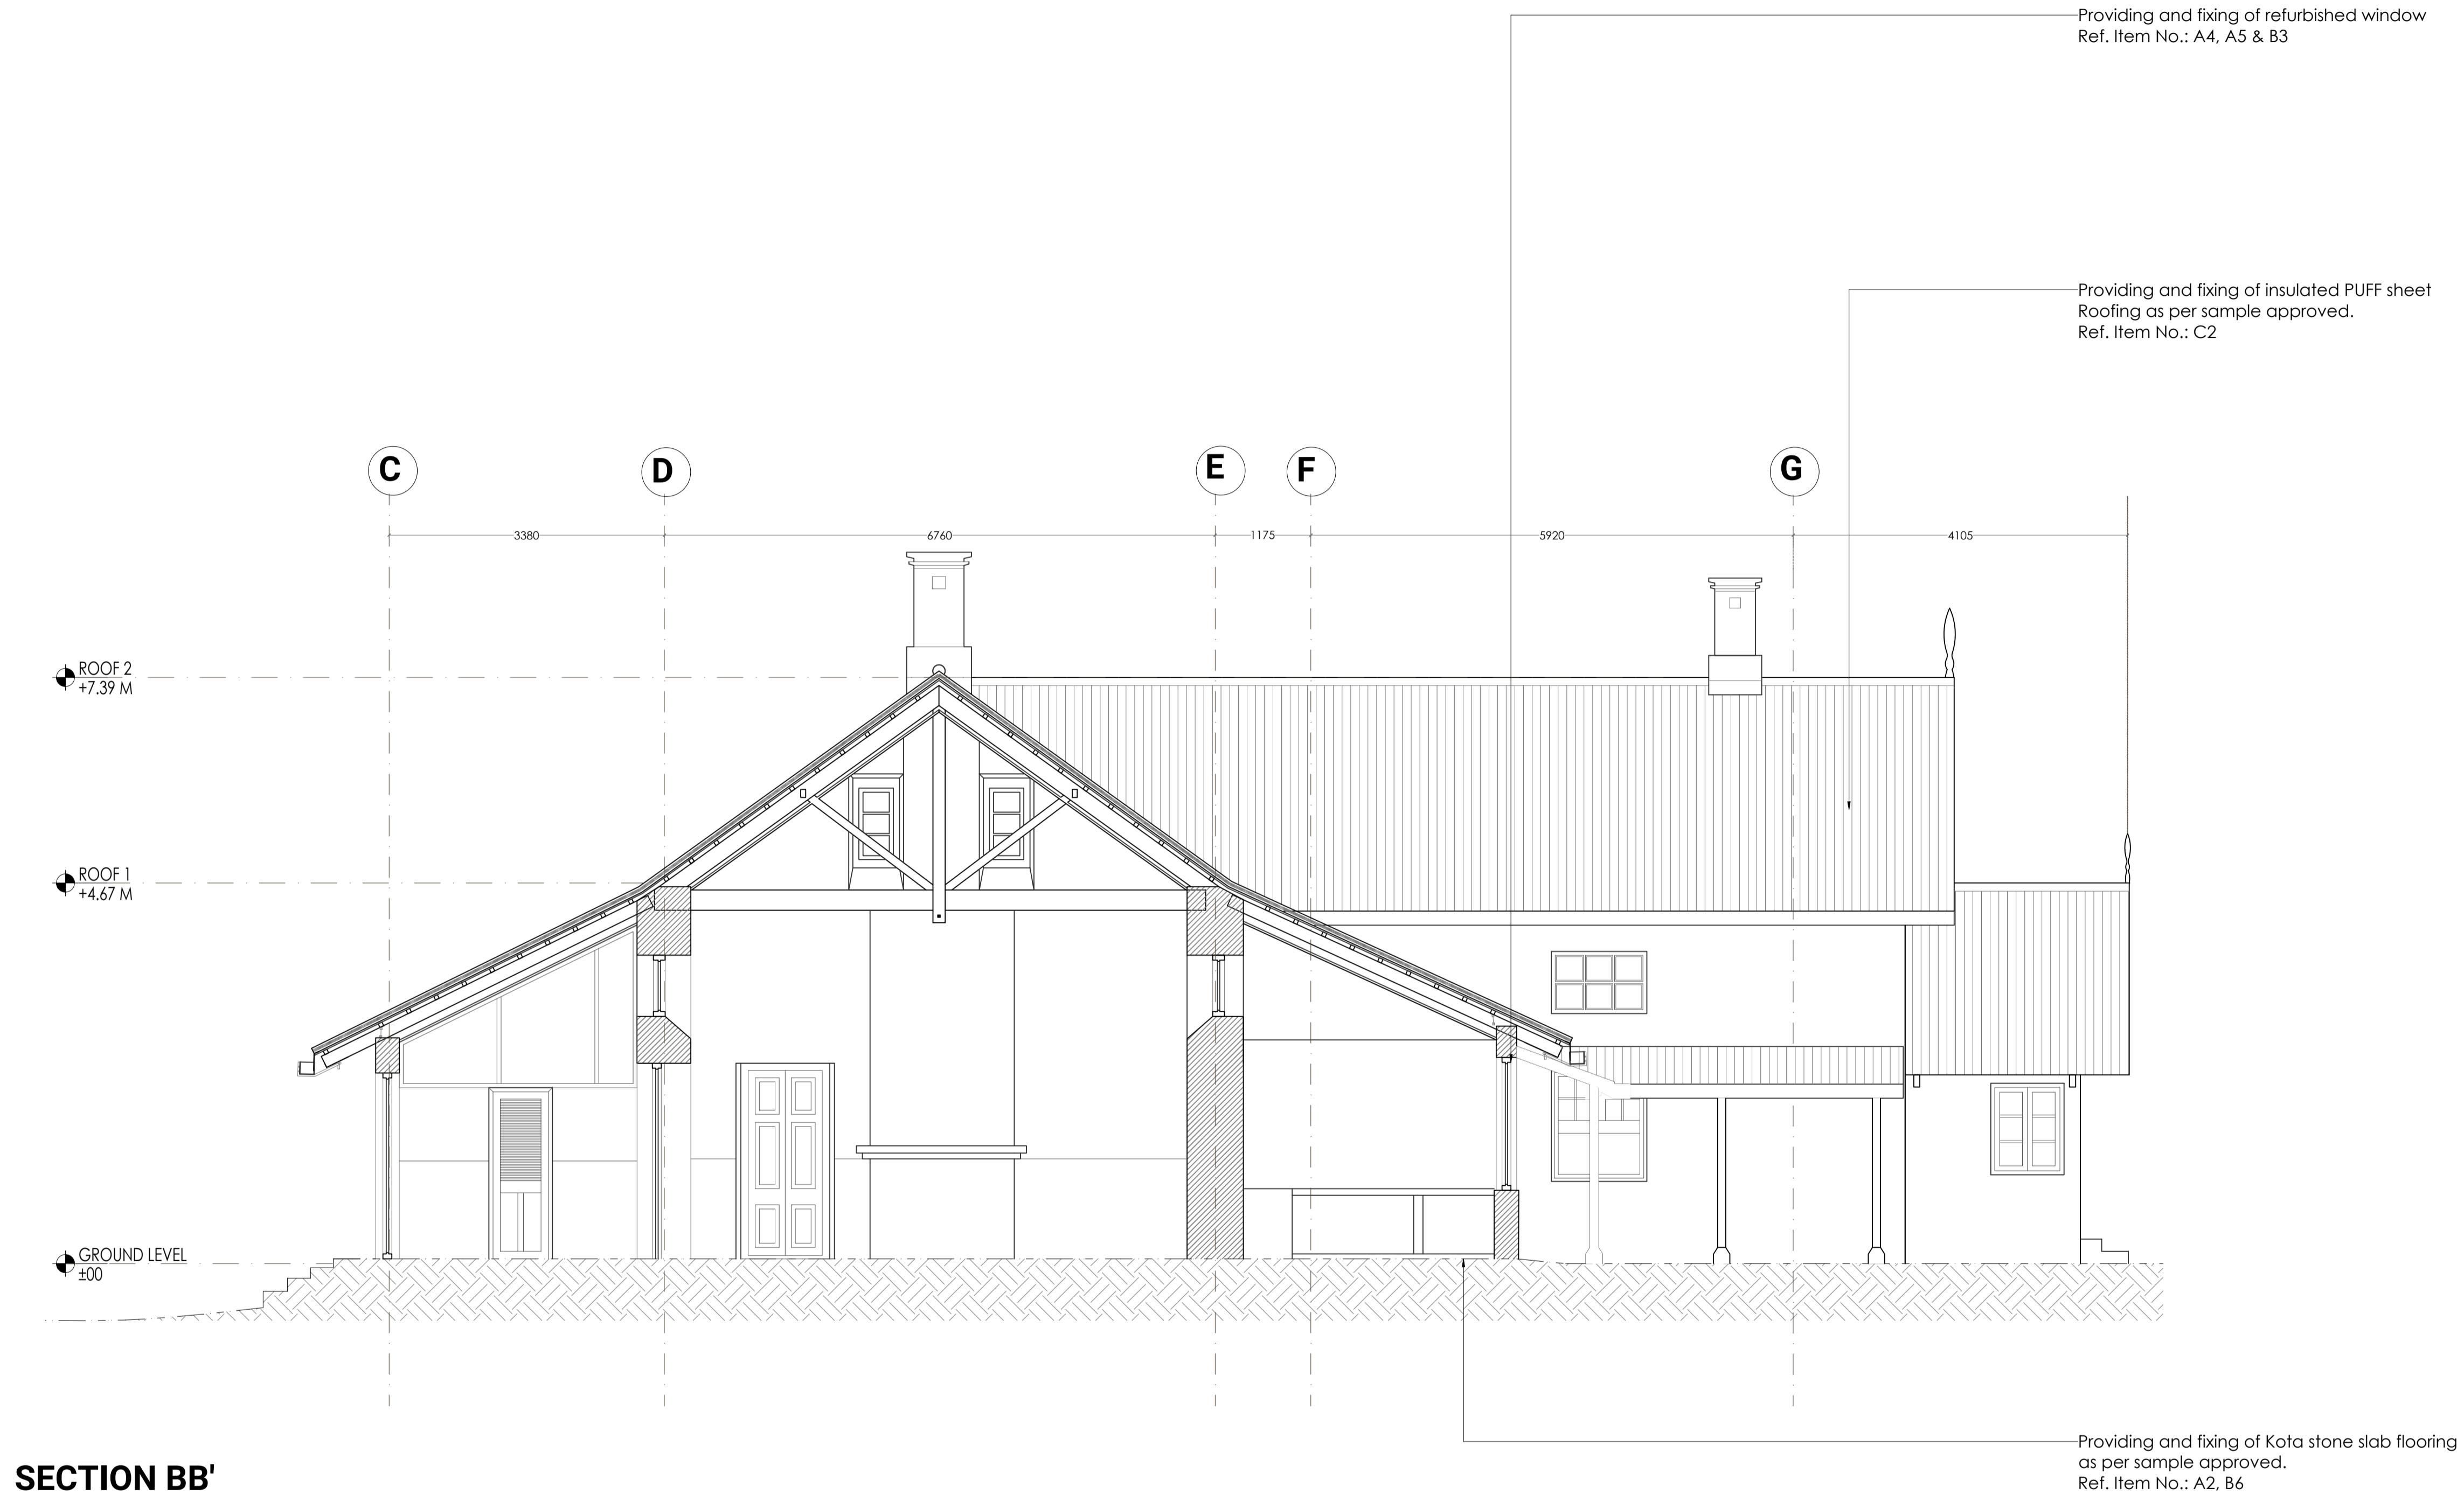 Providing and fixing of refurbished window
Ref. Item No.: A4, A5 & B3
Providing and fixing of insulated PUFF sheet
Roofing as per sample approved.
Ref. Item No.: C2
C
D
E
F
G
3380
6760
1175
5920
4105
ROOF 2
+7.39 M
ROOF 1
+4.67 M
GROUND LEVEL
±00
Providing and fixing of Kota stone slab flooring
as per sample approved.
Ref. Item No.: A2, B6
SECTION BB'